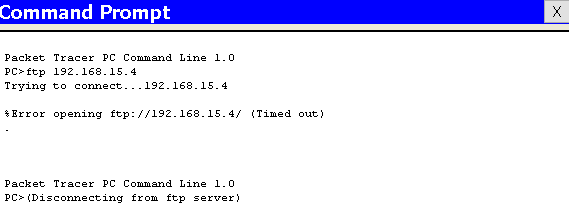 Command Prompt
X
Packet Tracer PC Command Line 1.0
PC>ftp 192.168.15.4
Trying to connect...192.168.15.4
%Error opening ftp://192.168.15.4/ (Timed out)
.
Packet Tracer PC Command Line 1.0
PC>(Disconnecting from ftp server)